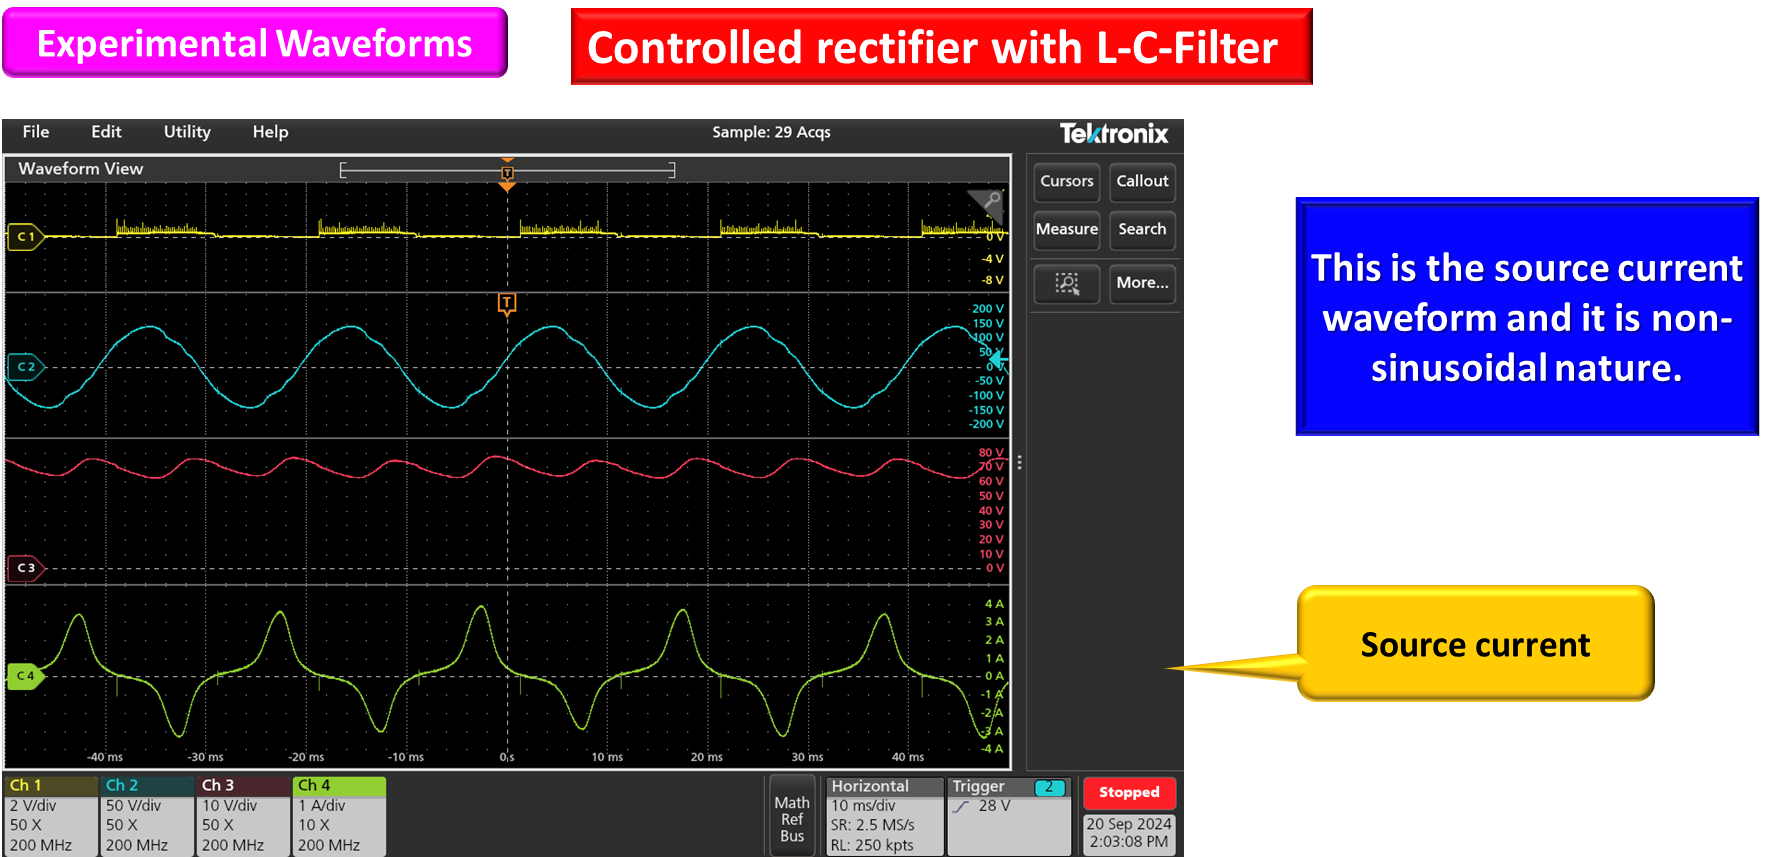 Experimental Waveforms
Controlled rectifier with L-C-Filter
File Edit Utility Help
Sample: 29 Acqs
Tektronix
Waveform View
T
Cursors Callout
Measure Search
More...
C 1
0 V
-4 V
-8 V
T
200 V
150 V
100 V
50 V
C 2
0 V
-50 V
-100 V
-150 V
-200 V
80 V
70 V
60 V
50 V
40 V
30 V
20 V
10 V
C 3
0 V
4 A
3 A
2 A
1 A
C 4
0 A
-1 A
-2 A
-3 A
-4 A
-40 ms -30 ms -20 ms -10 ms 0 s 10 ms 20 ms 30 ms 40 ms
Ch 1
2 V/div
50 X
200 MHz
Ch 2
50 V/div
50 X
200 MHz
Ch 3
10 V/div
50 X
200 MHz
Ch 4
1 A/div
10 X
200 MHz
Math
Ref
Bus
Horizontal
10 ms/div
SR: 2.5 MS/s
RL: 250 kpts
Trigger 2
28 V
Stopped
20 Sep 2024
2:03:08 PM
This is the source current
waveform and it is non-
sinusoidal nature.
Source current